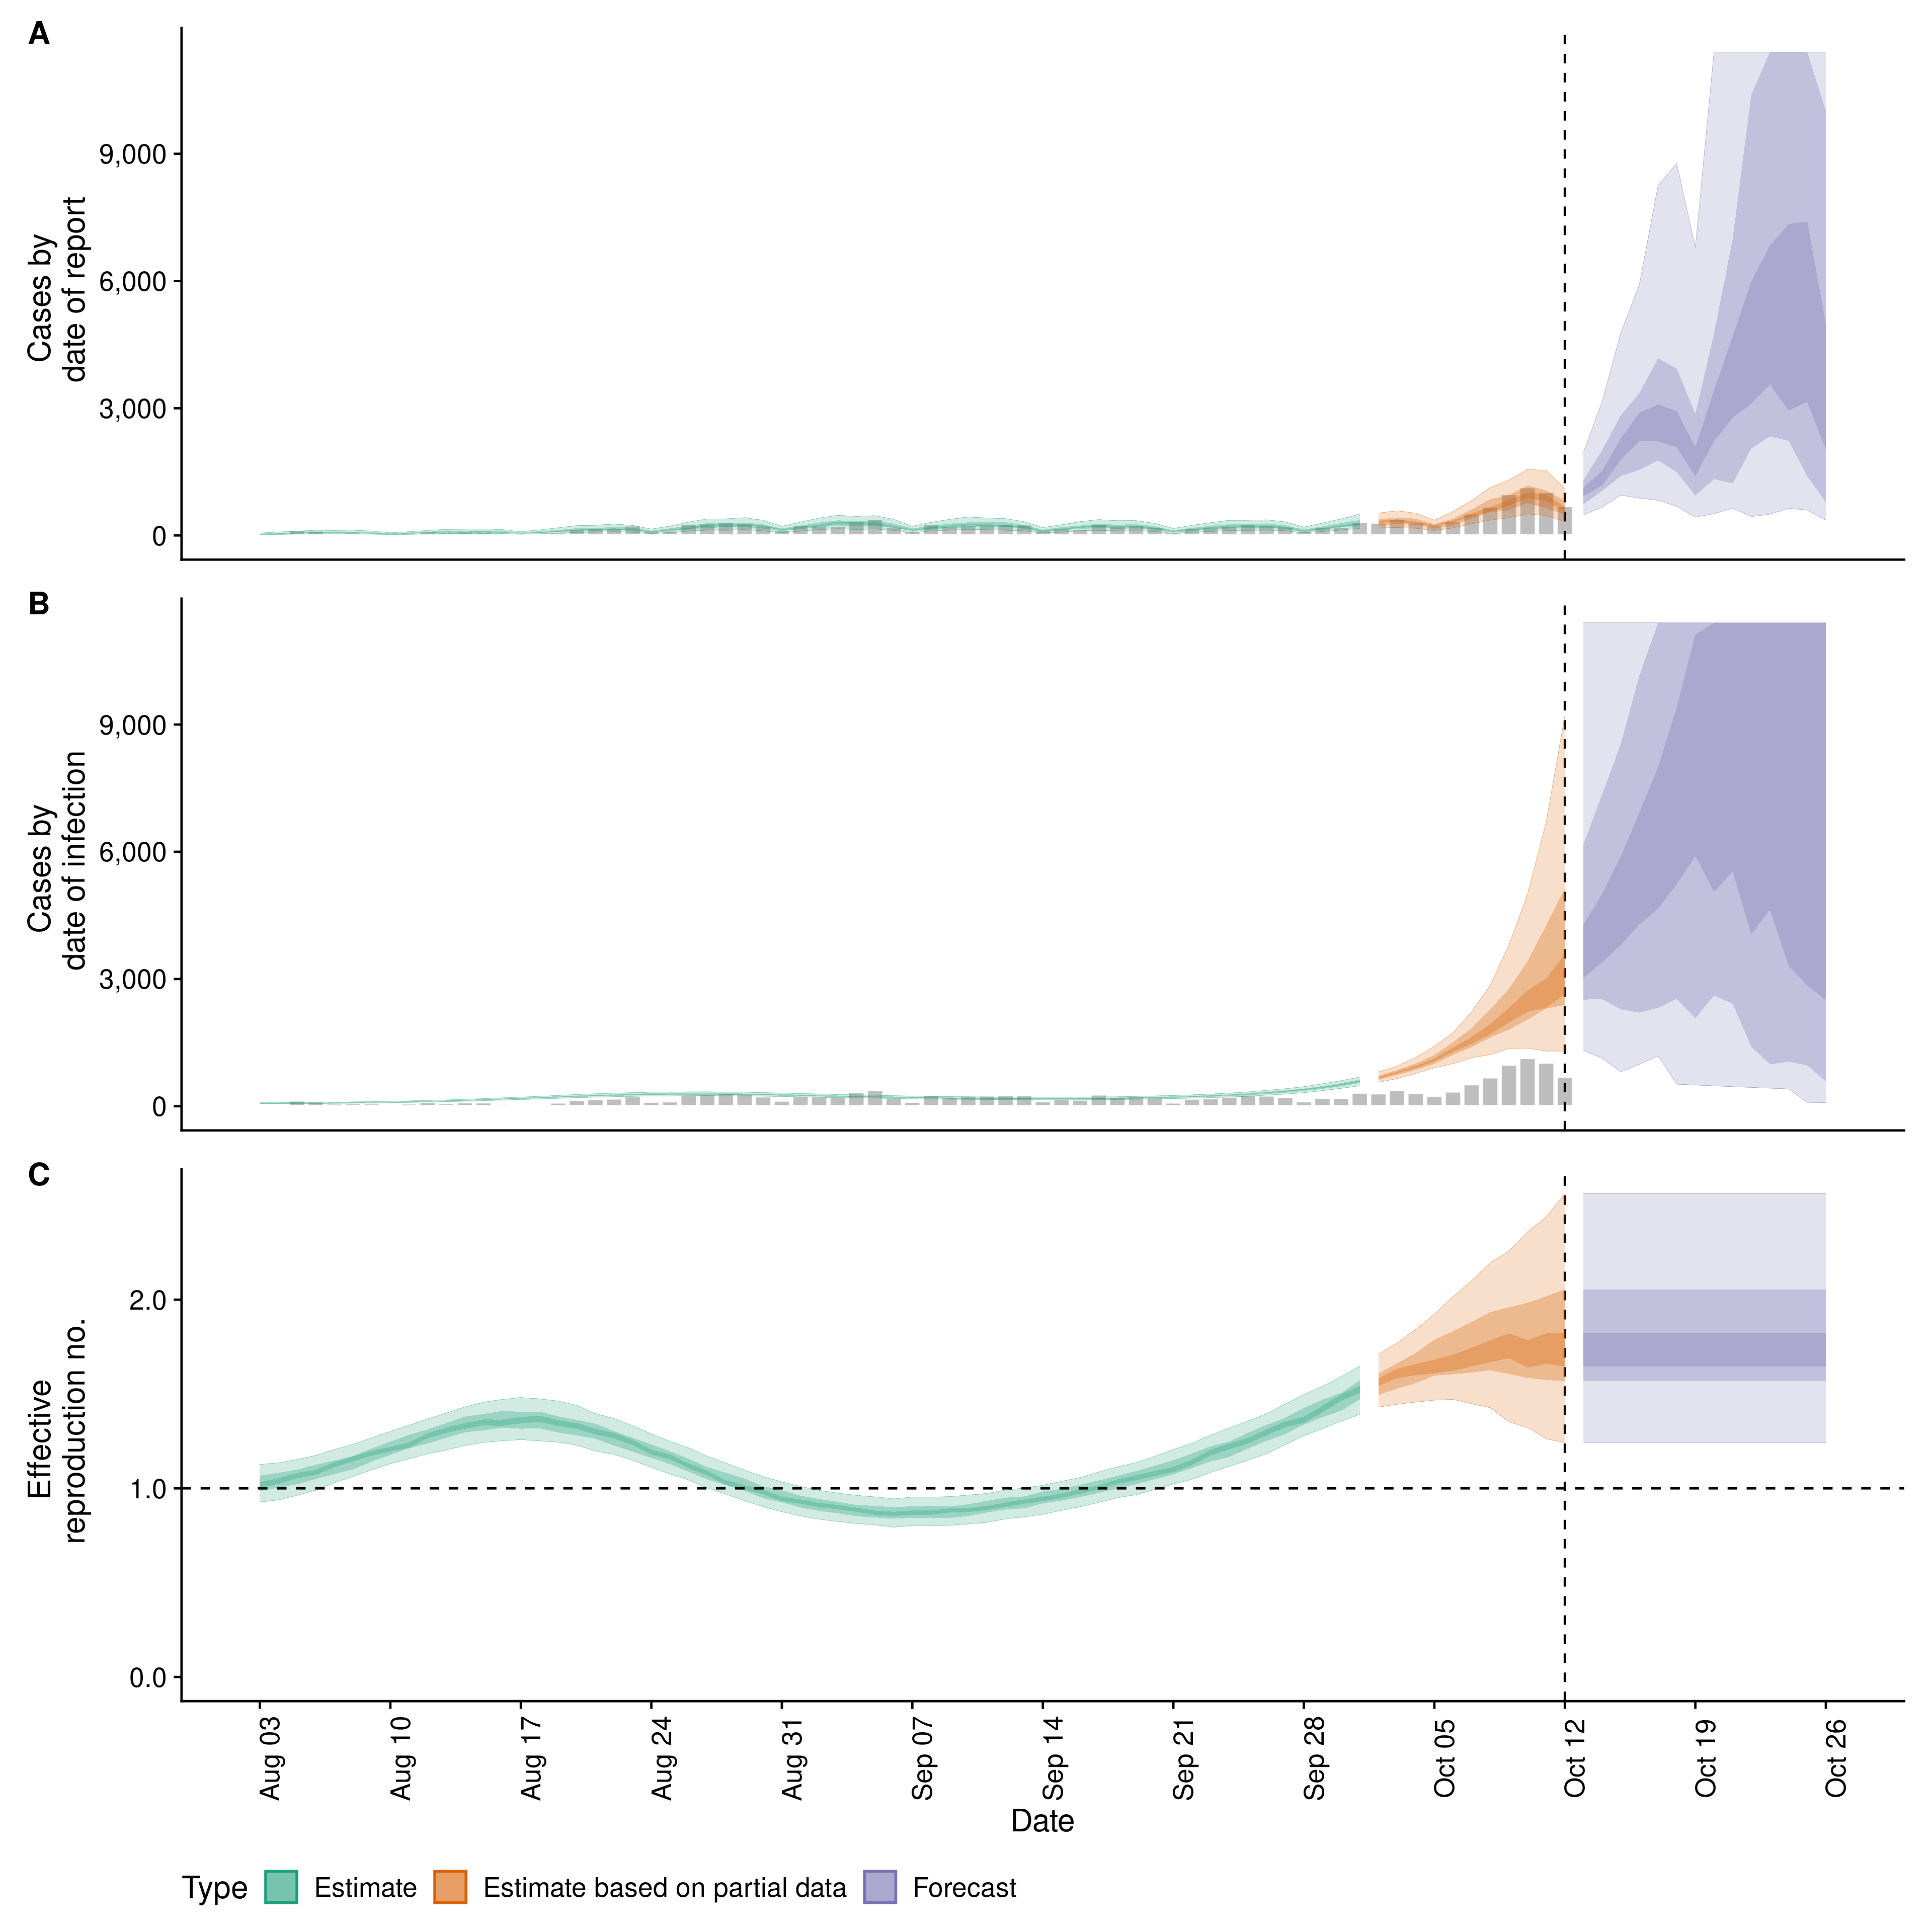 A
Cases by
date of report
9,000
6,000
3,000
0
B
Cases by
date of infection
9,000
6,000
3,000
0
C
Effective
reproduction no.
2.0
1.0
0.0
Aug 03
Aug 10
Aug 17
Aug 24
Aug 31
Sep 07
Sep 14
Sep 21
Sep 28
Oct 05
Oct 12
Oct 19
Oct 26
Date
Type Estimate Estimate based on partial data Forecast